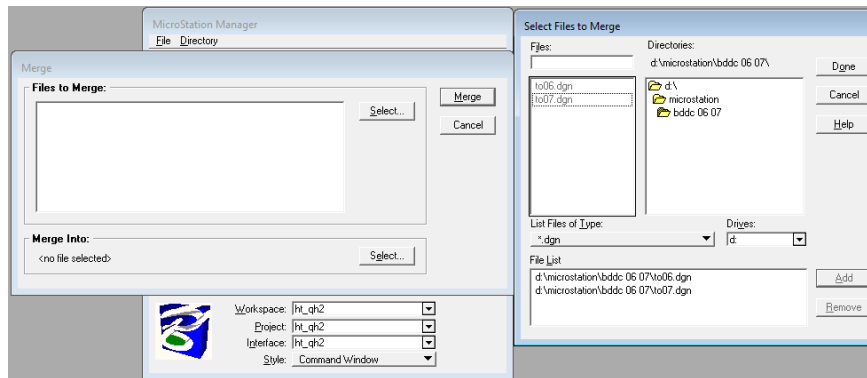 MicroStation Manager
File Directory
Merge
Files to Merge:
Select...
Merge
Cancel
Merge Into:
<no file selected>
Select...
Workspace: ht_qh2
Project: ht_qh2
Interface: ht_qh2
Style: Command Window
Select Files to Merge
Files:
Directories:
d:\microstation\bddc 06 07\
Done
Cancel
Help
to06.dgn
to07.dgn
d:\
microstation
bddc 06 07
List Files of Type:
Drives:
*.dgn
d:
File List
d:\microstation\bddc 06 07\to06.dgn
d:\microstation\bddc 06 07\to07.dgn
Add
Remove